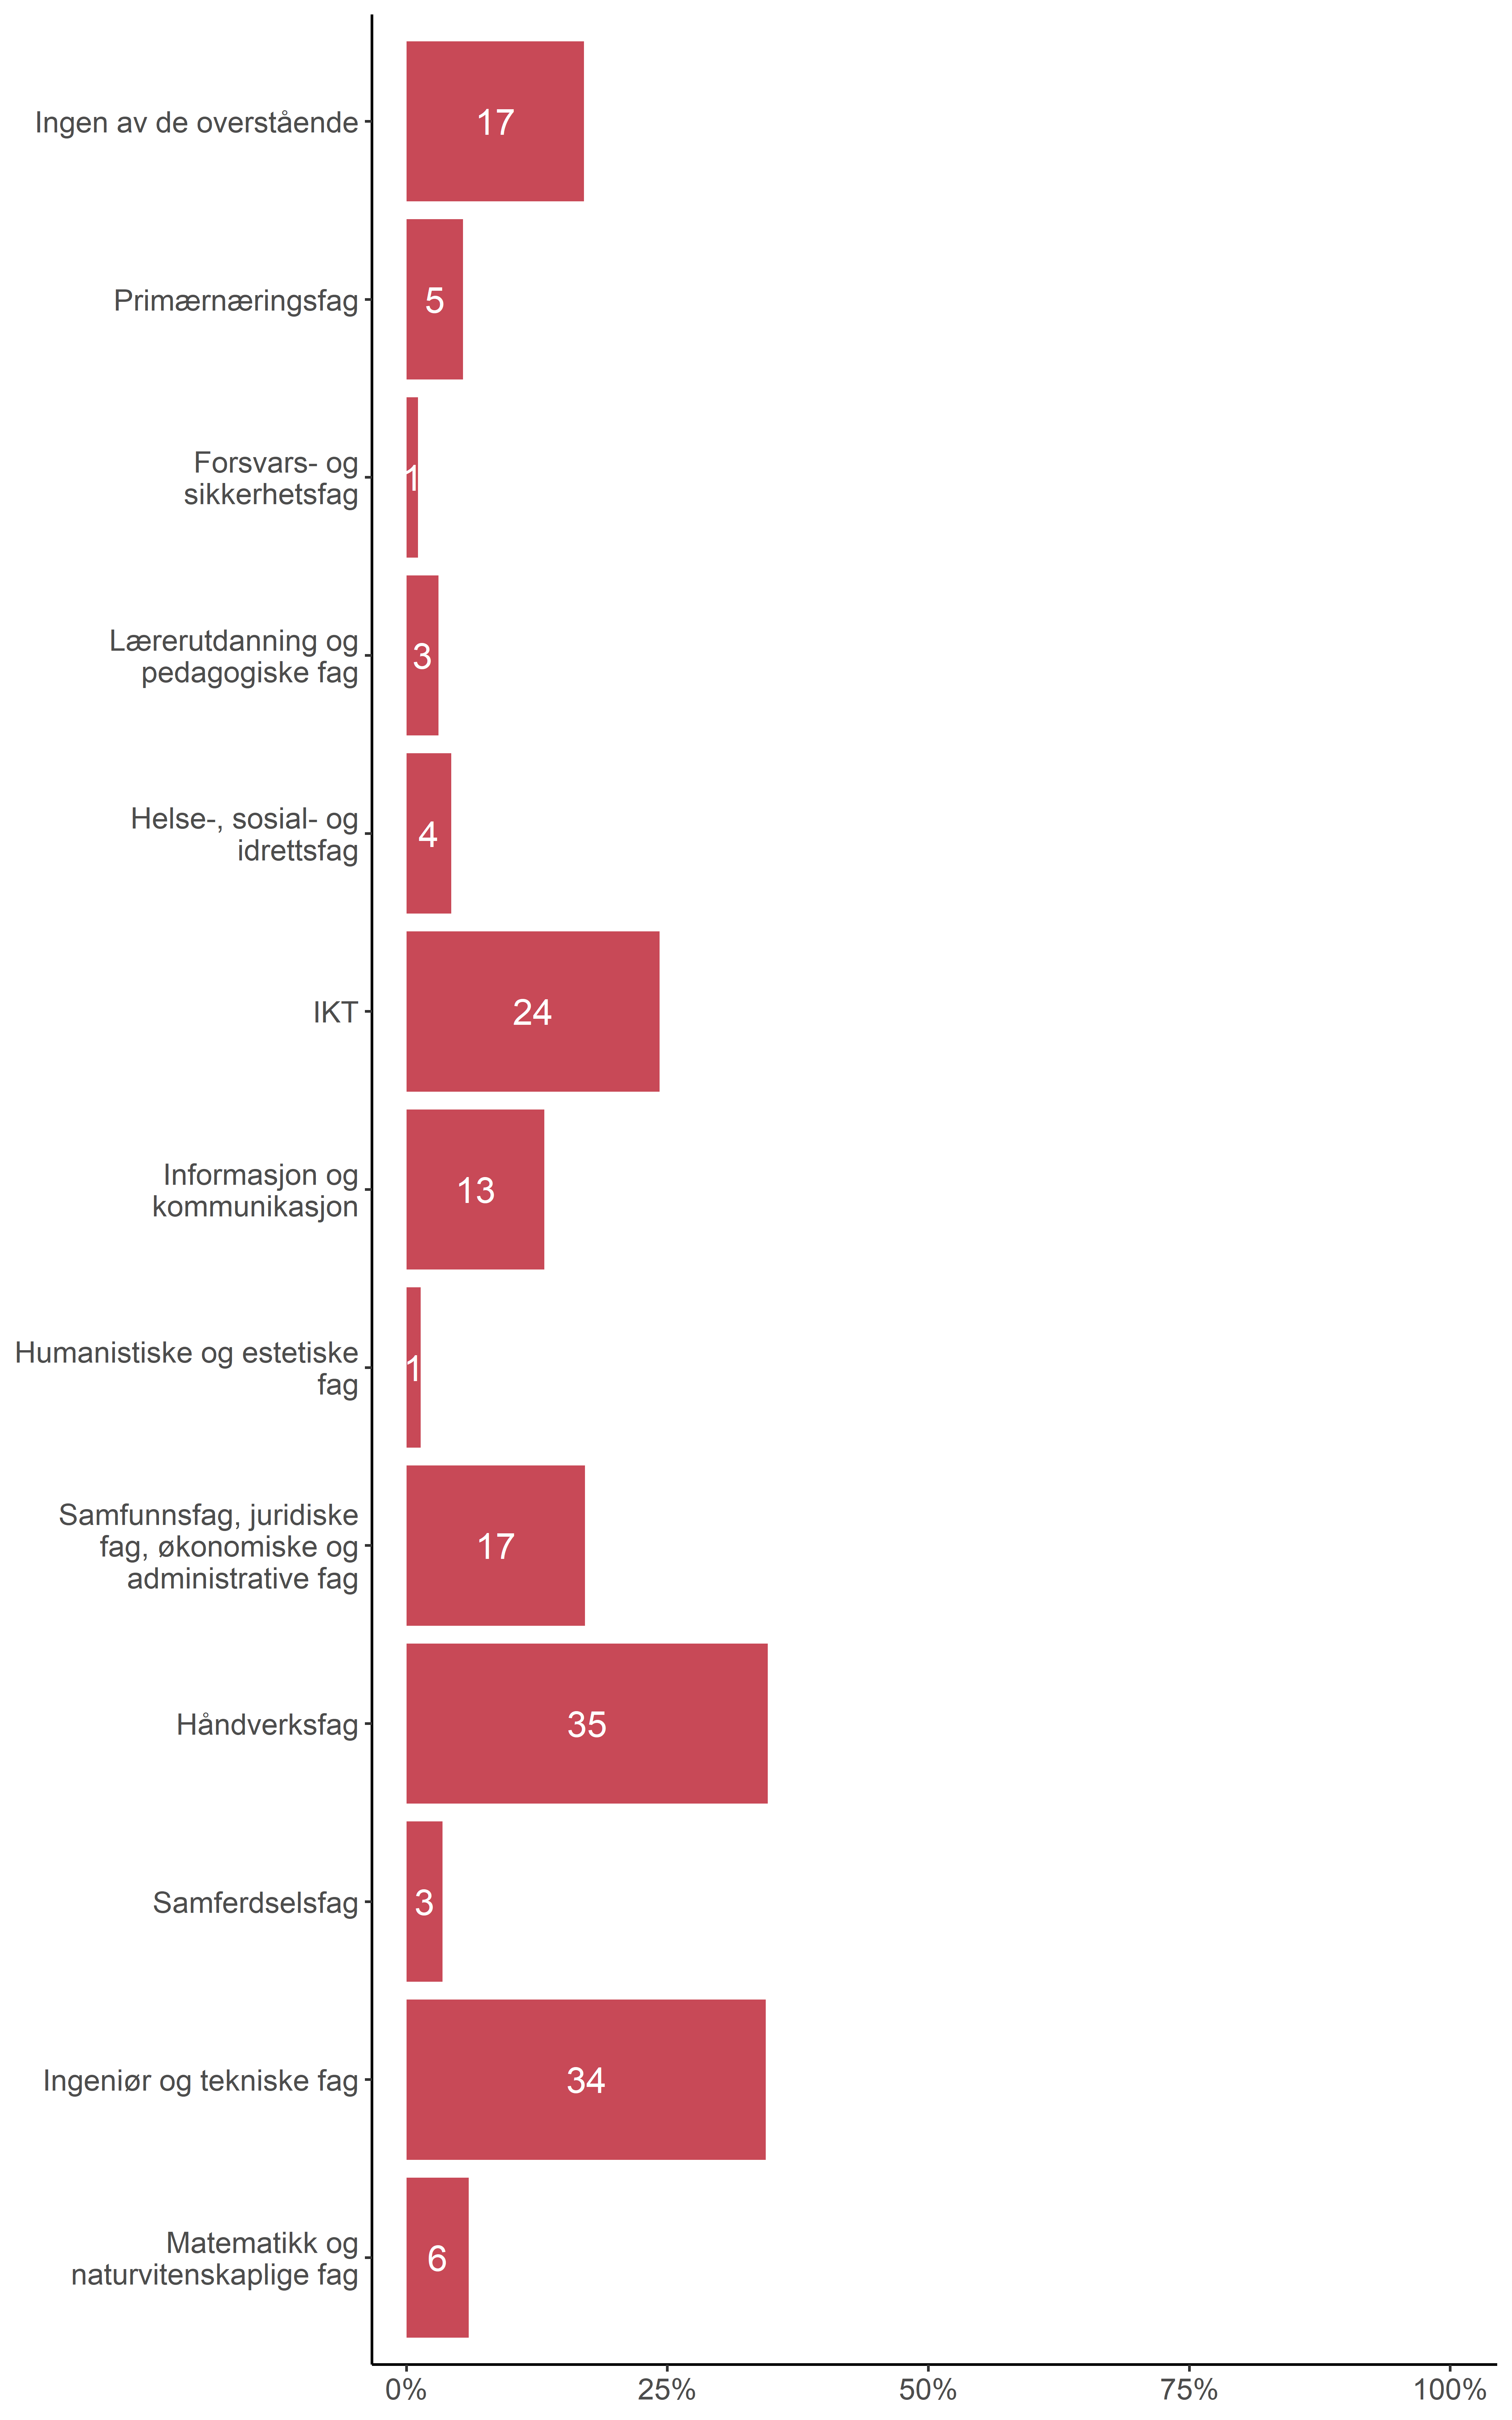 Ingen av de overstående
17
Primærnæringsfag
5
Forsvars- og
sikkerhetsfag
1
Lærerutdanning og
pedagogiske fag
3
Helse-, sosial- og
idrettsfag
4
IKT
24
Informasjon og
kommunikasjon
13
Humanistiske og estetiske
fag
1
Samfunnsfag, juridiske
fag, økonomiske og
administrative fag
17
Håndverksfag
35
Samferdselsfag
3
Ingeniør og tekniske fag
34
Matematikk og
naturvitenskaplige fag
6
0% 25% 50% 75% 100%